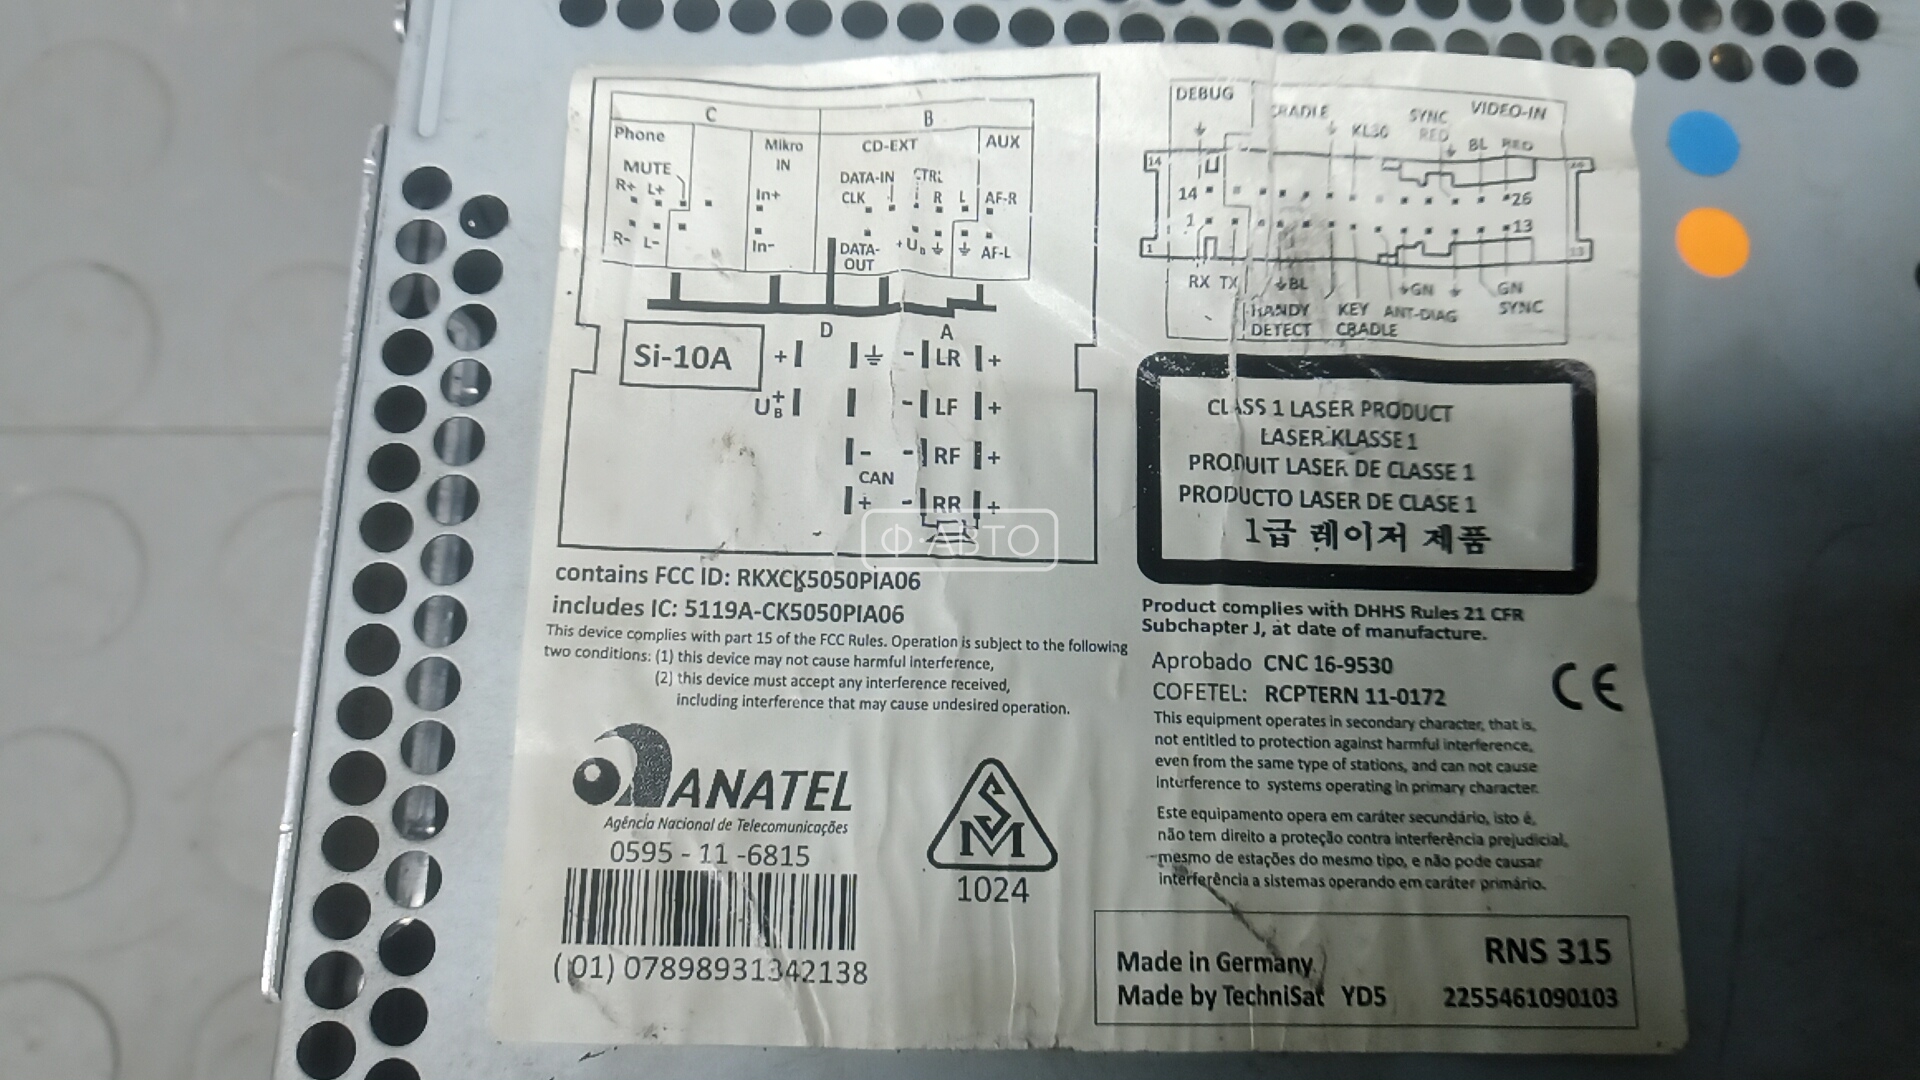 C B
Phone
MUTE
R+ L+
R- L-
Mikro
IN
In+
In-
CD-EXT
DATA-IN CTRL
CLK R L
DATA-
OUT
+UB
AUX
AF-R
AF-L
D A
Si-10A
+ - LR +
U+B - LF +
- - RF +
CAN
+ - RR +
Ф·АВТО
contains FCC ID: RKXCK5050PIA06
includes IC: 5119A-CK5050PIA06
This device complies with part 15 of the FCC Rules. Operation is subject to the following
two conditions: (1) this device may not cause harmful interference,
(2) this device must accept any interference received,
including interference that may cause undesired operation.
ANATEL
Agência Nacional de Telecomunicações
0595 - 11 -6815
(01) 07898931342138
SM
1024
DEBUG CRADLE SYNC VIDEO-IN
KL30 RED BL RED
14 26
14 26
1 13
1 13
RX TX BL GN GN
HANDY KEY ANT-DIAG SYNC
DETECT CRADLE
CLASS 1 LASER PRODUCT
LASER KLASSE 1
PRODUIT LASER DE CLASSE 1
PRODUCTO LASER DE CLASE 1
1급 레이저 제품
Product complies with DHHS Rules 21 CFR
Subchapter J, at date of manufacture.
Aprobado CNC 16-9530
COFETEL: RCPTERN 11-0172
CE
This equipment operates in secondary character, that is,
not entitled to protection against harmful interference,
even from the same type of stations, and can not cause
interference to systems operating in primary character.
Este equipamento opera em caráter secundário, isto é,
não tem direito a proteção contra interferência prejudicial,
mesmo de estações do mesmo tipo, e não pode causar
interferência a sistemas operando em caráter primário.
Made in Germany RNS 315
Made by TechniSat YD5 2255461090103